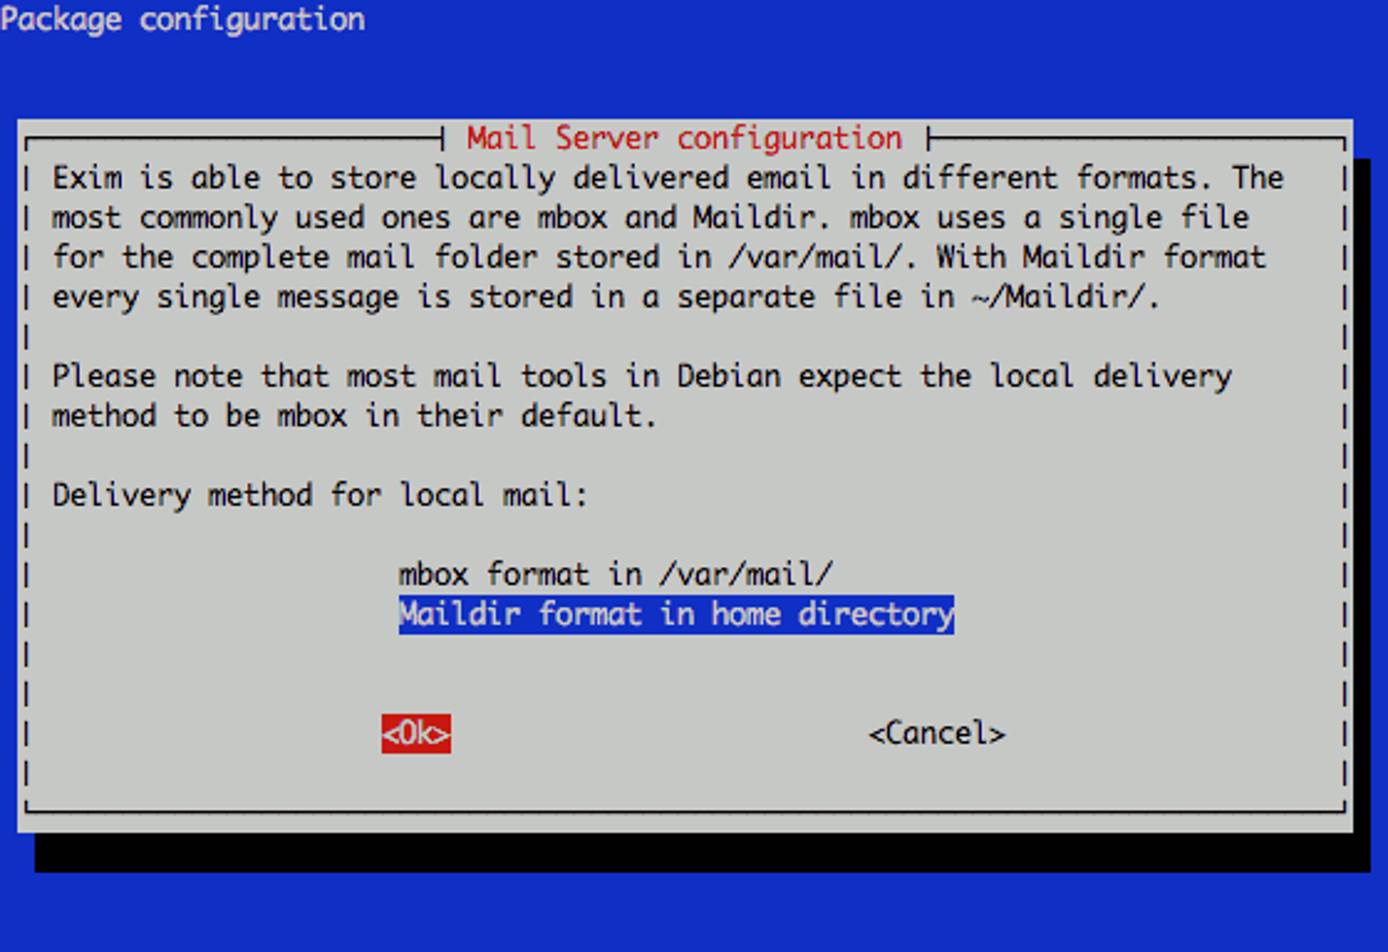 Package configuration
Mail Server configuration
Exim is able to store locally delivered email in different formats. The
most commonly used ones are mbox and Maildir. mbox uses a single file
for the complete mail folder stored in /var/mail/. With Maildir format
every single message is stored in a separate file in ~/Maildir/.
Please note that most mail tools in Debian expect the local delivery
method to be mbox in their default.
Delivery method for local mail:
mbox format in /var/mail/
Maildir format in home directory
<Ok> <Cancel>